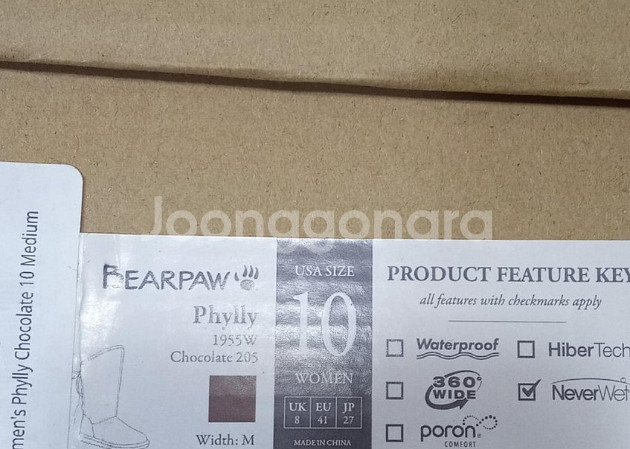 Joonggonara
men's Phylly Chocolate 10 Medium
BEARPAW
Phylly
1955W
Chocolate 205
Width: M
USA SIZE
10
WOMEN
UK EU JP
8 41 27
MADE IN CHINA
PRODUCT FEATURE KEY
all features with checkmarks apply
Waterproof
HiberTech
360°
WIDE
NeverWet
poron
COMFORT